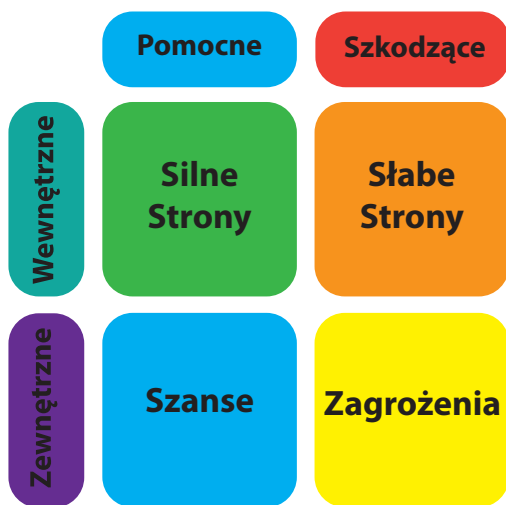 Pomocne
Szkodzące
Wewnętrzne
Silne
Strony
Słabe
Strony
Zewnętrzne
Szanse
Zagrożenia